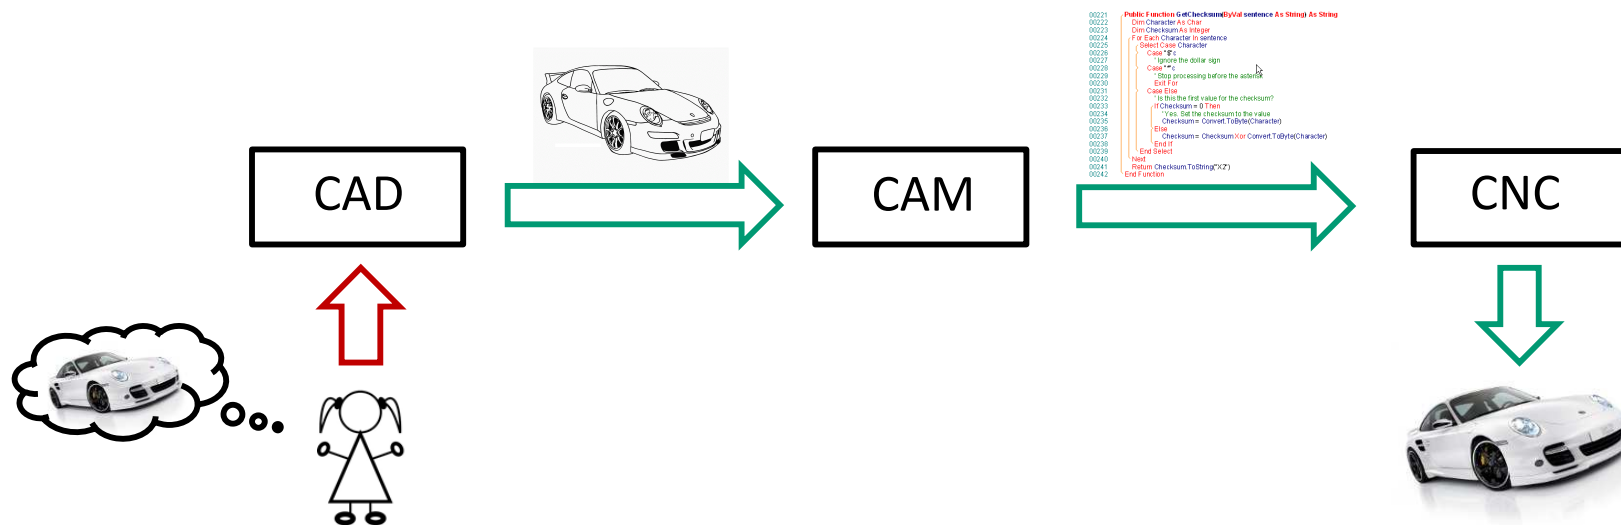 00221 Public Function GetChecksum(ByVal sentence As String) As String
00222 Dim Character As Char
00223 Dim Checksum As Integer
00224 For Each Character In sentence
00225 Select Case Character
00226 Case "$"c
00227 ' Ignore the dollar sign
00228 Case "*"c
00229 ' Stop processing before the asterisk
00230 Exit For
00231 Case Else
00232 ' Is this the first value for the checksum?
00233 If Checksum = 0 Then
00234 ' Yes. Set the checksum to the value
00235 Checksum = Convert.ToByte(Character)
00236 Else
00237 Checksum = Checksum Xor Convert.ToByte(Character)
00238 End If
00239 End Select
00240 Next
00241 Return Checksum.ToString("X2")
00242 End Function
CAD
CAM
CNC